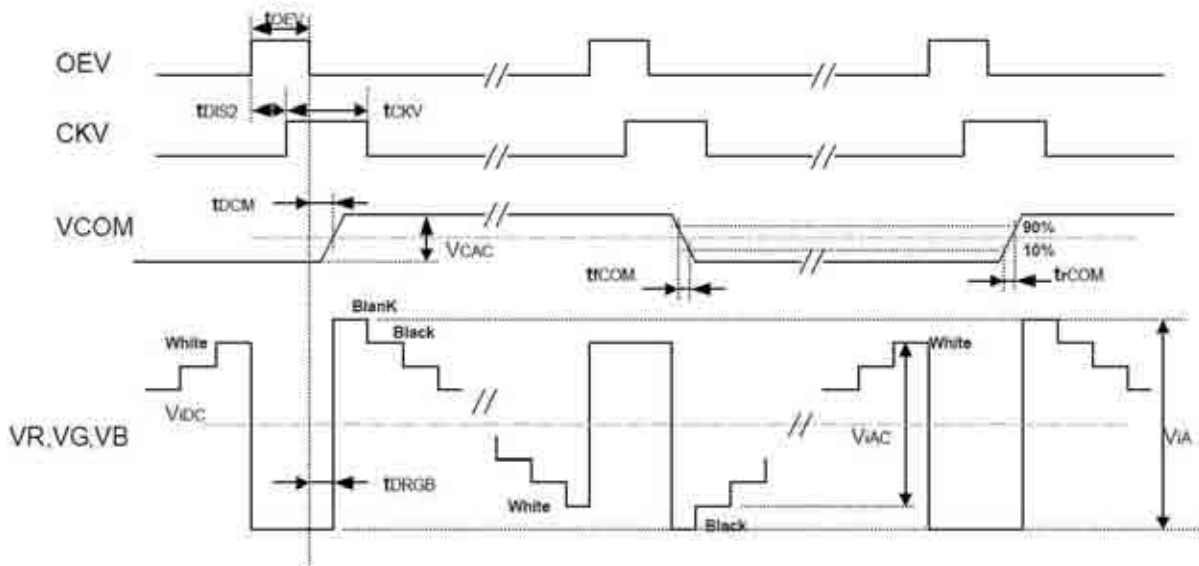 tOEV
OEV
tDIS2
tCKV
CKV
tDCM
VCOM
VCAC
90%
10%
tfCOM
trCOM
BlanK
White
Black
White
ViDC
VR,VG,VB
ViAC
ViA
tDRGB
White
Black